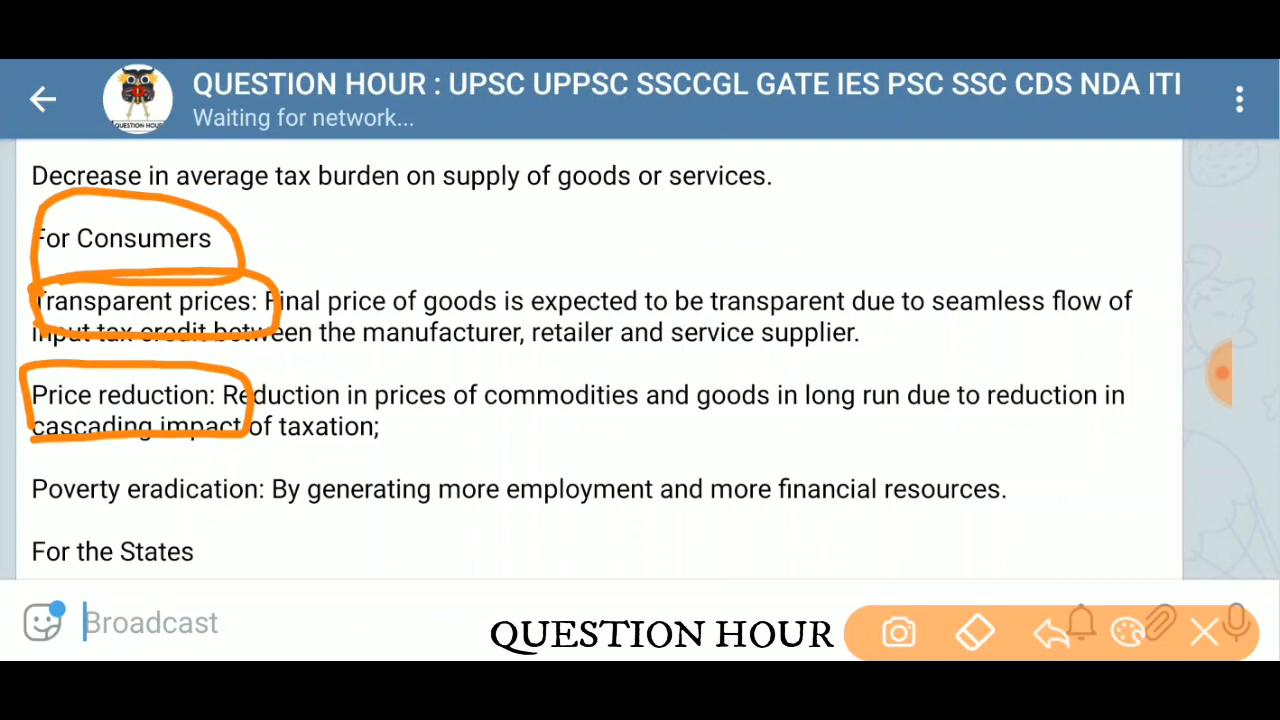 QUESTION HOUR : UPSC UPPSC SSCCGL GATE IES PSC SSC CDS NDA ITI
Waiting for network...
QUESTION HOUR
Decrease in average tax burden on supply of goods or services.
For Consumers
Transparent prices: Final price of goods is expected to be transparent due to seamless flow of
input tax credit between the manufacturer, retailer and service supplier.
Price reduction: Reduction in prices of commodities and goods in long run due to reduction in
cascading impact of taxation;
Poverty eradication: By generating more employment and more financial resources.
For the States
Broadcast
QUESTION HOUR